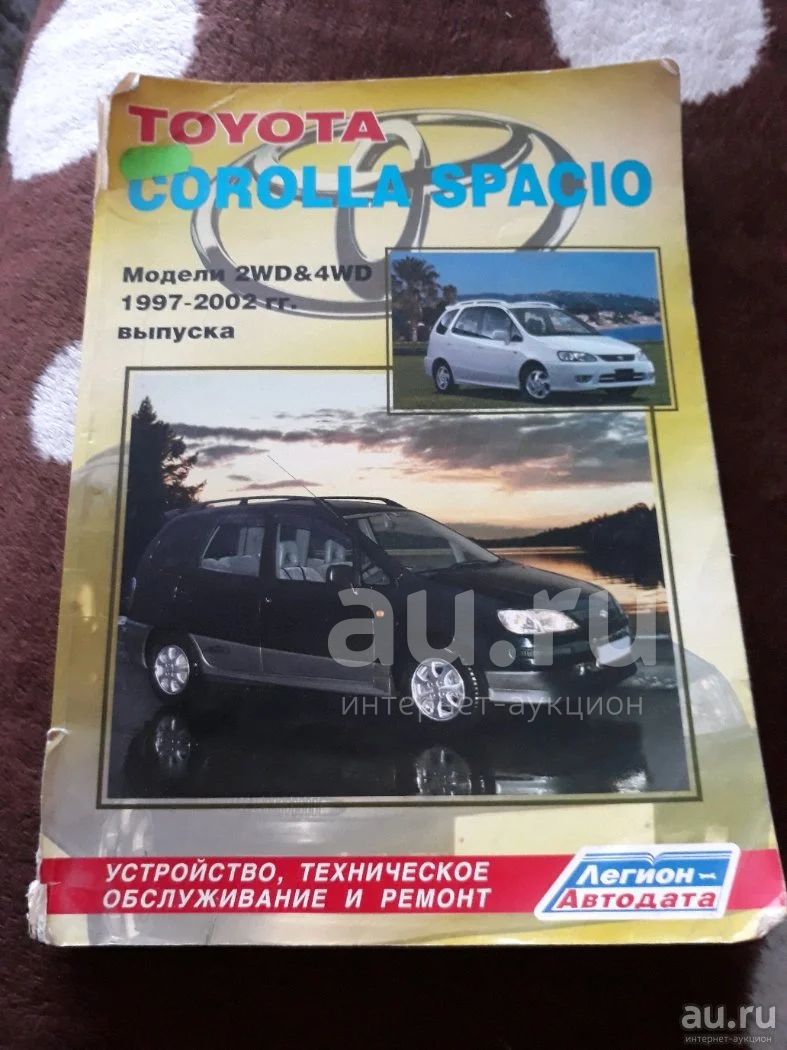 TOYOTA
COROLLA SPACIO
Модели 2WD&4WD
1997-2002 гг.
выпуска
au.ru
интернет-аукцион
УСТРОЙСТВО, ТЕХНИЧЕСКОЕ
ОБСЛУЖИВАНИЕ И РЕМОНТ
Легион-
Автодата
au.ru
интернет-аукцион